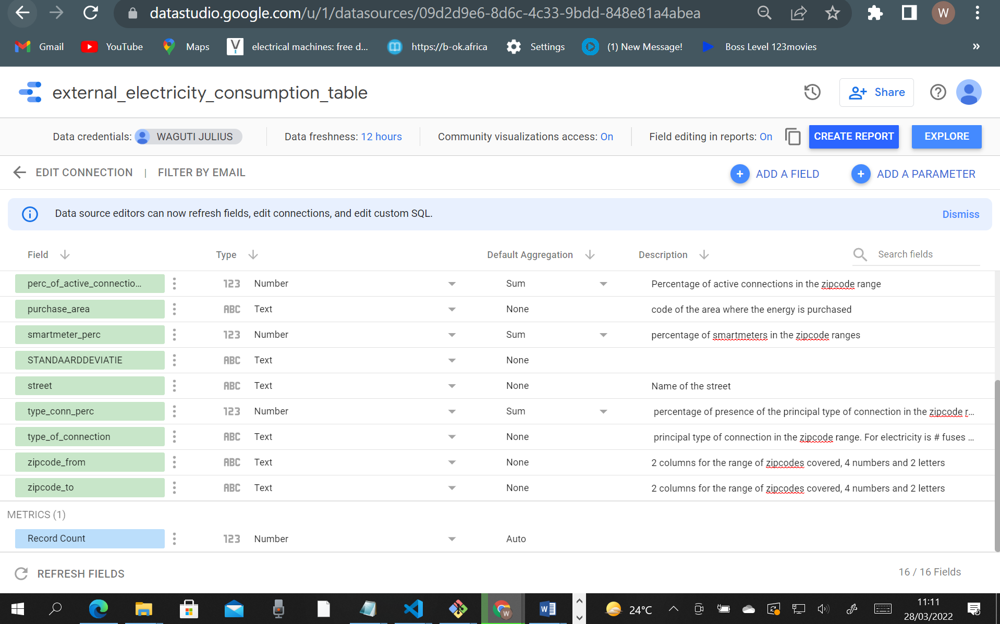 datastudio.google.com/u/1/datasources/09d2d9e6-8d6c-4c33-9bdd-848e81a4abea W
Gmail YouTube Maps V electrical machines: free d... https://b-ok.africa Settings (1) New Message! Boss Level 123movies »
external_electricity_consumption_table Share
Data credentials: WAGUTI JULIUS Data freshness: 12 hours Community visualizations access: On Field editing in reports: On CREATE REPORT EXPLORE
EDIT CONNECTION | FILTER BY EMAIL ADD A FIELD ADD A PARAMETER
Data source editors can now refresh fields, edit connections, and edit custom SQL. Dismiss
Field Type Default Aggregation Description Search fields
perc_of_active_connectio... 123 Number Sum Percentage of active connections in the zipcode range
purchase_area ABC Text None code of the area where the energy is purchased
smartmeter_perc 123 Number Sum percentage of smartmeters in the zipcode ranges
STANDAARDDEVIATIE ABC Text None
street ABC Text None Name of the street
type_conn_perc 123 Number Sum percentage of presence of the principal type of connection in the zipcode r...
type_of_connection ABC Text None principal type of connection in the zipcode range. For electricity is # fuses ...
zipcode_from ABC Text None 2 columns for the range of zipcodes covered, 4 numbers and 2 letters
zipcode_to ABC Text None 2 columns for the range of zipcodes covered, 4 numbers and 2 letters
METRICS (1)
Record Count 123 Number Auto
REFRESH FIELDS 16 / 16 Fields
W W 24°C 11:11
28/03/2022